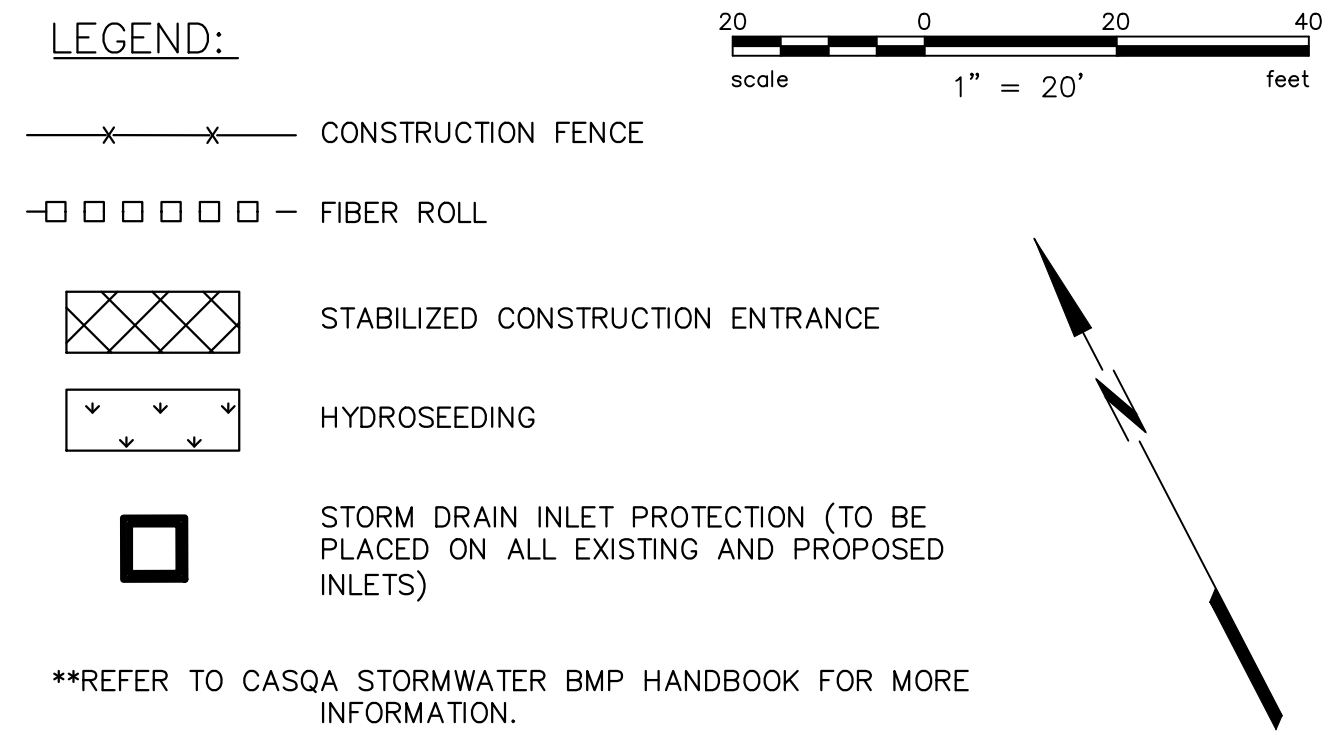 LEGEND:
20 0 20 40
scale 1" = 20' feet
CONSTRUCTION FENCE
FIBER ROLL
STABILIZED CONSTRUCTION ENTRANCE
HYDROSEEDING
STORM DRAIN INLET PROTECTION (TO BE
PLACED ON ALL EXISTING AND PROPOSED
INLETS)
**REFER TO CASQA STORMWATER BMP HANDBOOK FOR MORE
INFORMATION.
N